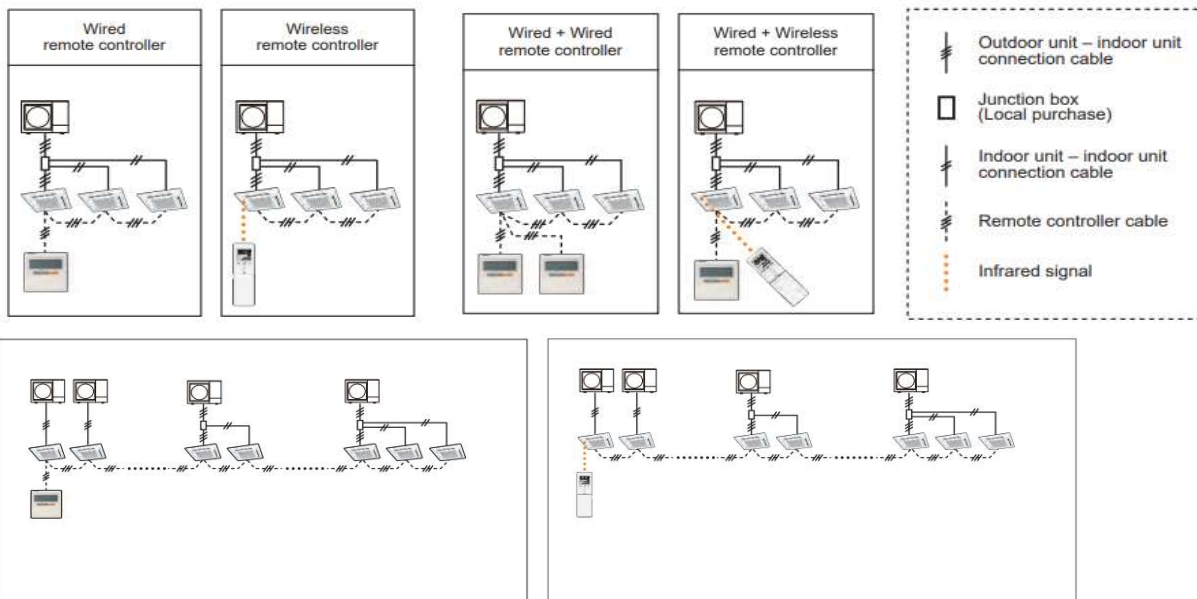 Wired
remote controller
Wireless
remote controller
Wired + Wired
remote controller
Wired + Wireless
remote controller
Outdoor unit – indoor unit
connection cable
Junction box
(Local purchase)
Indoor unit – indoor unit
connection cable
Remote controller cable
Infrared signal